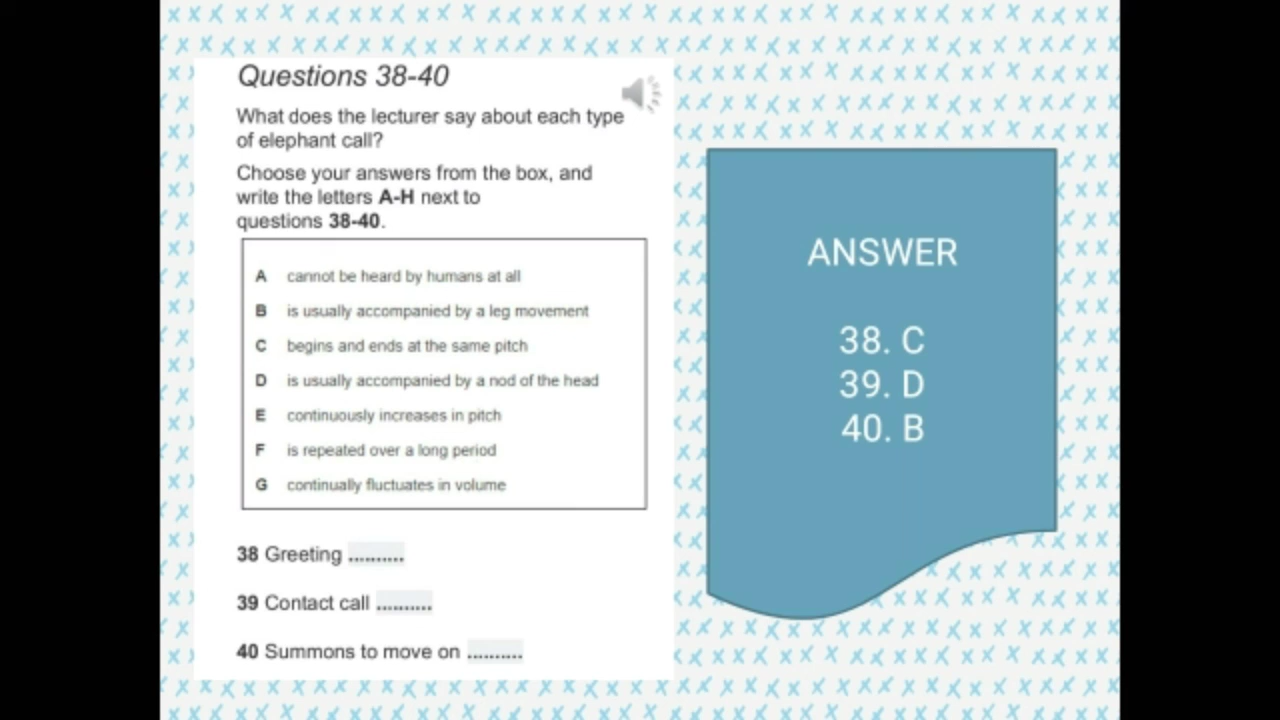 Questions 38-40
What does the lecturer say about each type
of elephant call?
Choose your answers from the box, and
write the letters A-H next to
questions 38-40.
A cannot be heard by humans at all
B is usually accompanied by a leg movement
C begins and ends at the same pitch
D is usually accompanied by a nod of the head
E continuously increases in pitch
F is repeated over a long period
G continually fluctuates in volume
38 Greeting ..........
39 Contact call ..........
40 Summons to move on ..........
ANSWER
38. C
39. D
40. B